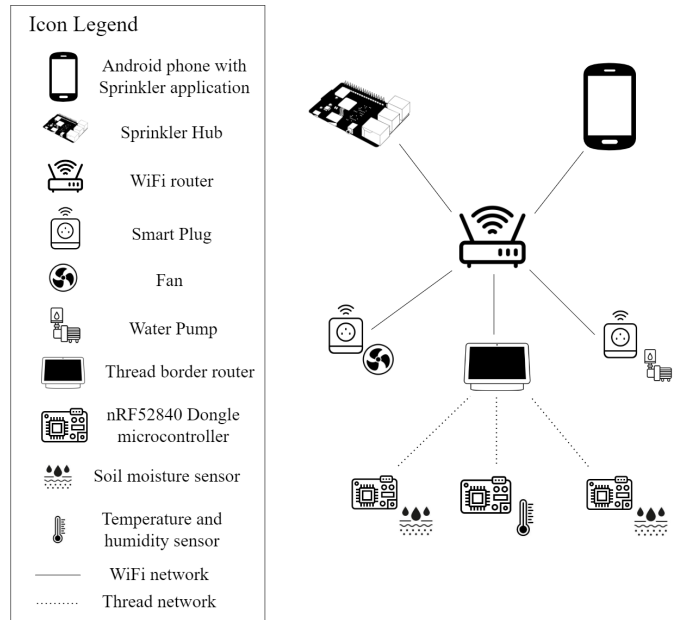 Icon Legend
Android phone with
Sprinkler application
Sprinkler Hub
WiFi router
Smart Plug
Fan
Water Pump
Thread border router
nRF52840 Dongle
microcontroller
Soil moisture sensor
Temperature and
humidity sensor
WiFi network
Thread network